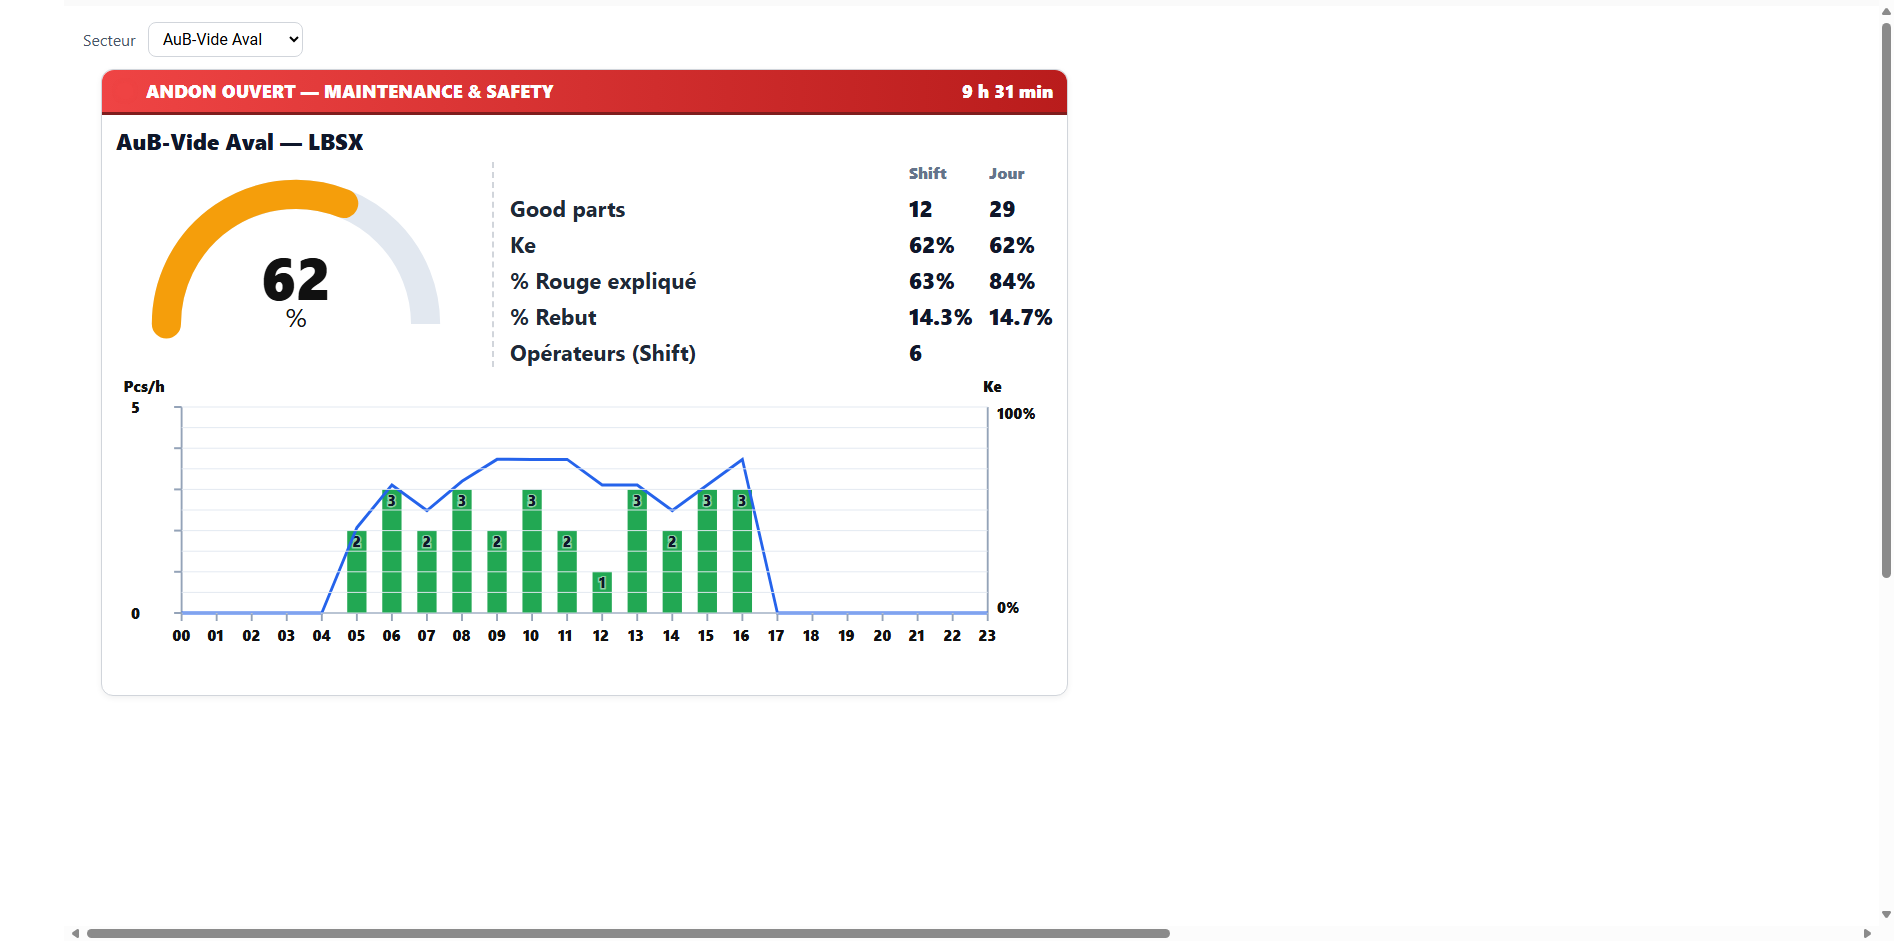 Secteur AuB-Vide Aval
ANDON OUVERT — MAINTENANCE & SAFETY 9 h 31 min
AuB-Vide Aval — LBSX
Shift Jour
Good parts 12 29
Ke 62% 62%
% Rouge expliqué 63% 84%
% Rebut 14.3% 14.7%
Opérateurs (Shift) 6
62
%
Pcs/h Ke
5 100%
3 3 3 3 3 3
2 2 2 2 2
1
0 0%
00 01 02 03 04 05 06 07 08 09 10 11 12 13 14 15 16 17 18 19 20 21 22 23